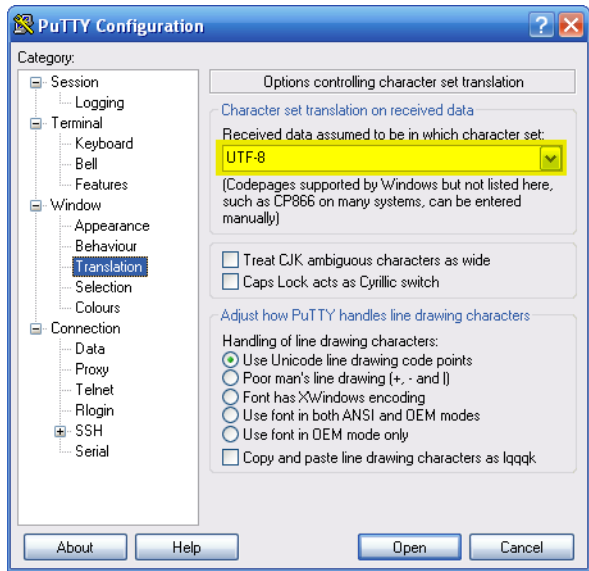 PuTTY Configuration
Category:
Session
Logging
Terminal
Keyboard
Bell
Features
Window
Appearance
Behaviour
Translation
Selection
Colours
Connection
Data
Proxy
Telnet
Rlogin
SSH
Serial
Options controlling character set translation
Character set translation on received data
Received data assumed to be in which character set:
UTF-8
(Codepages supported by Windows but not listed here,
such as CP866 on many systems, can be entered
manually)
Treat CJK ambiguous characters as wide
Caps Lock acts as Cyrillic switch
Adjust how PuTTY handles line drawing characters
Handling of line drawing characters:
Use Unicode line drawing code points
Poor man's line drawing (+, - and |)
Font has XWindows encoding
Use font in both ANSI and OEM modes
Use font in OEM mode only
Copy and paste line drawing characters as lqqqk
About
Help
Open
Cancel